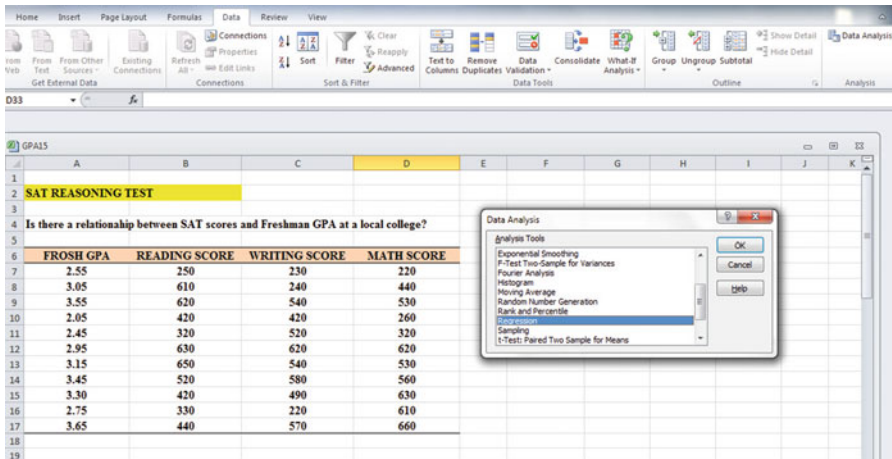 Home Insert Page Layout Formulas Data Review View
From Web
From Text
From Other Sources
Existing Connections
Get External Data
Refresh All
Connections
Properties
Edit Links
Connections
Sort
Filter
Clear
Reapply
Advanced
Sort & Filter
Text to Columns
Remove Duplicates
Data Validation
Consolidate
What-If Analysis
Data Tools
Group
Ungroup
Subtotal
Show Detail
Hide Detail
Outline
Data Analysis
Analysis
D33 fx
GPA15
A B C D E F G H I J K
1
2 SAT REASONING TEST
3
4 Is there a relationahip between SAT scores and Freshman GPA at a local college?
5
6 FROSH GPA READING SCORE WRITING SCORE MATH SCORE
7 2.55 250 230 220
8 3.05 610 240 440
9 3.55 620 540 530
10 2.05 420 420 260
11 2.45 320 520 320
12 2.95 630 620 620
13 3.15 650 540 530
14 3.45 520 580 560
15 3.30 420 490 630
16 2.75 330 220 610
17 3.65 440 570 660
18
19
Data Analysis
Analysis Tools
Exponential Smoothing
F-Test Two-Sample for Variances
Fourier Analysis
Histogram
Moving Average
Random Number Generation
Rank and Percentile
Regression
Sampling
t-Test: Paired Two Sample for Means
OK
Cancel
Help